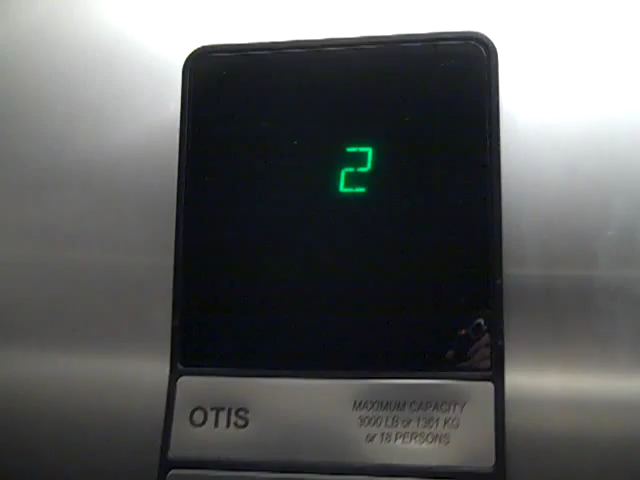 2
OTIS
MAXIMUM CAPACITY
3000 LB or 1361 KG
or 18 PERSONS